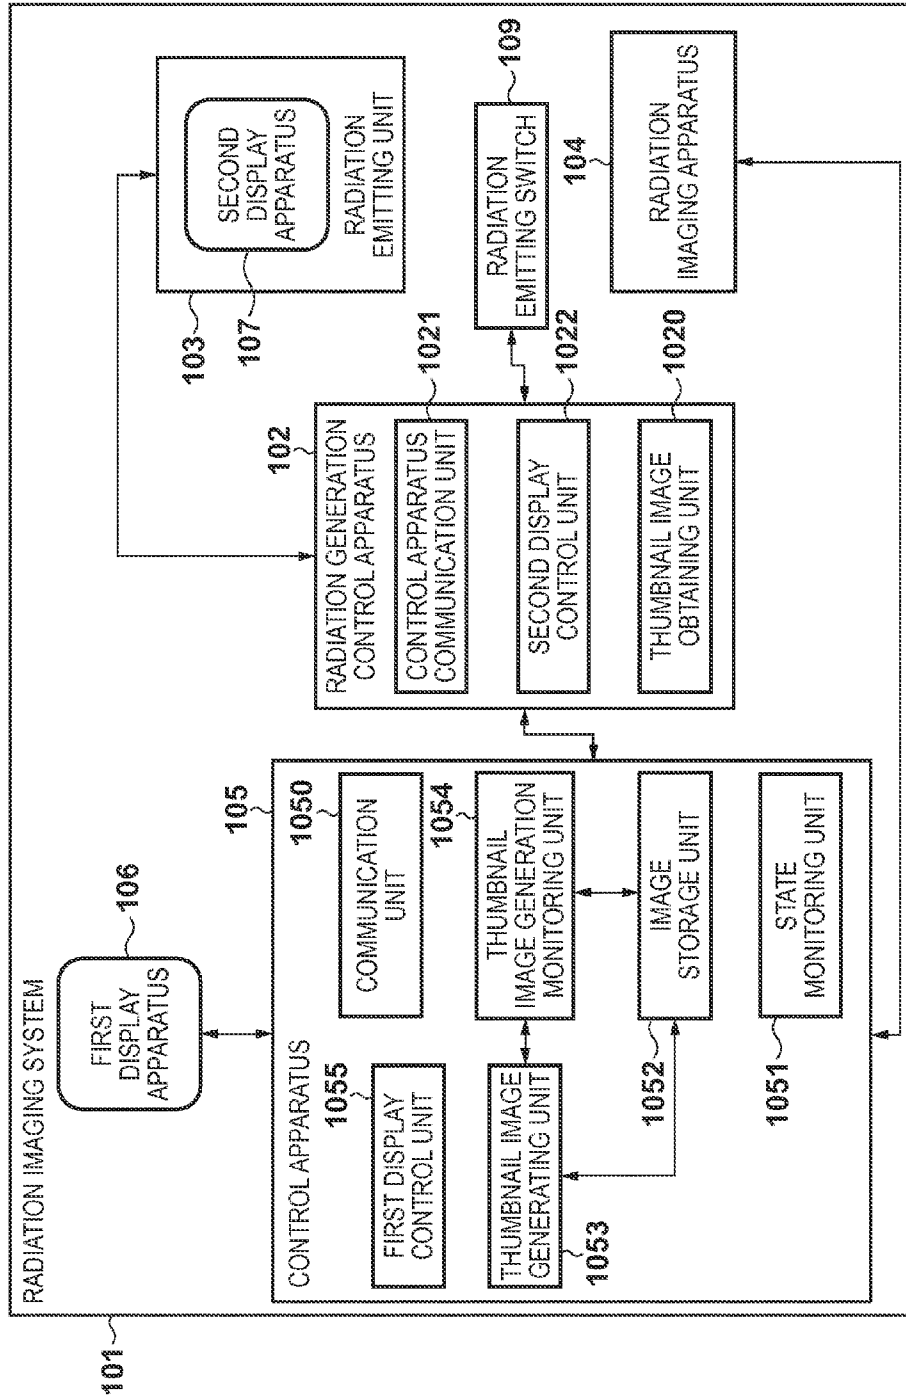 101
RADIATION IMAGING SYSTEM
106
FIRST
DISPLAY
APPARATUS
105
CONTROL APPARATUS
1055
FIRST DISPLAY
CONTROL UNIT
1050
COMMUNICATION
UNIT
THUMBNAIL IMAGE
GENERATING UNIT
1053
1054
THUMBNAIL
IMAGE GENERATION
MONITORING UNIT
1052
IMAGE
STORAGE UNIT
1051
STATE
MONITORING UNIT
102
RADIATION GENERATION
CONTROL APPARATUS
1021
CONTROL APPARATUS
COMMUNICATION UNIT
1022
SECOND DISPLAY
CONTROL UNIT
1020
THUMBNAIL IMAGE
OBTAINING UNIT
103
107
SECOND
DISPLAY
APPARATUS
RADIATION
EMITTING UNIT
109
RADIATION
EMITTING SWITCH
104
RADIATION
IMAGING APPARATUS